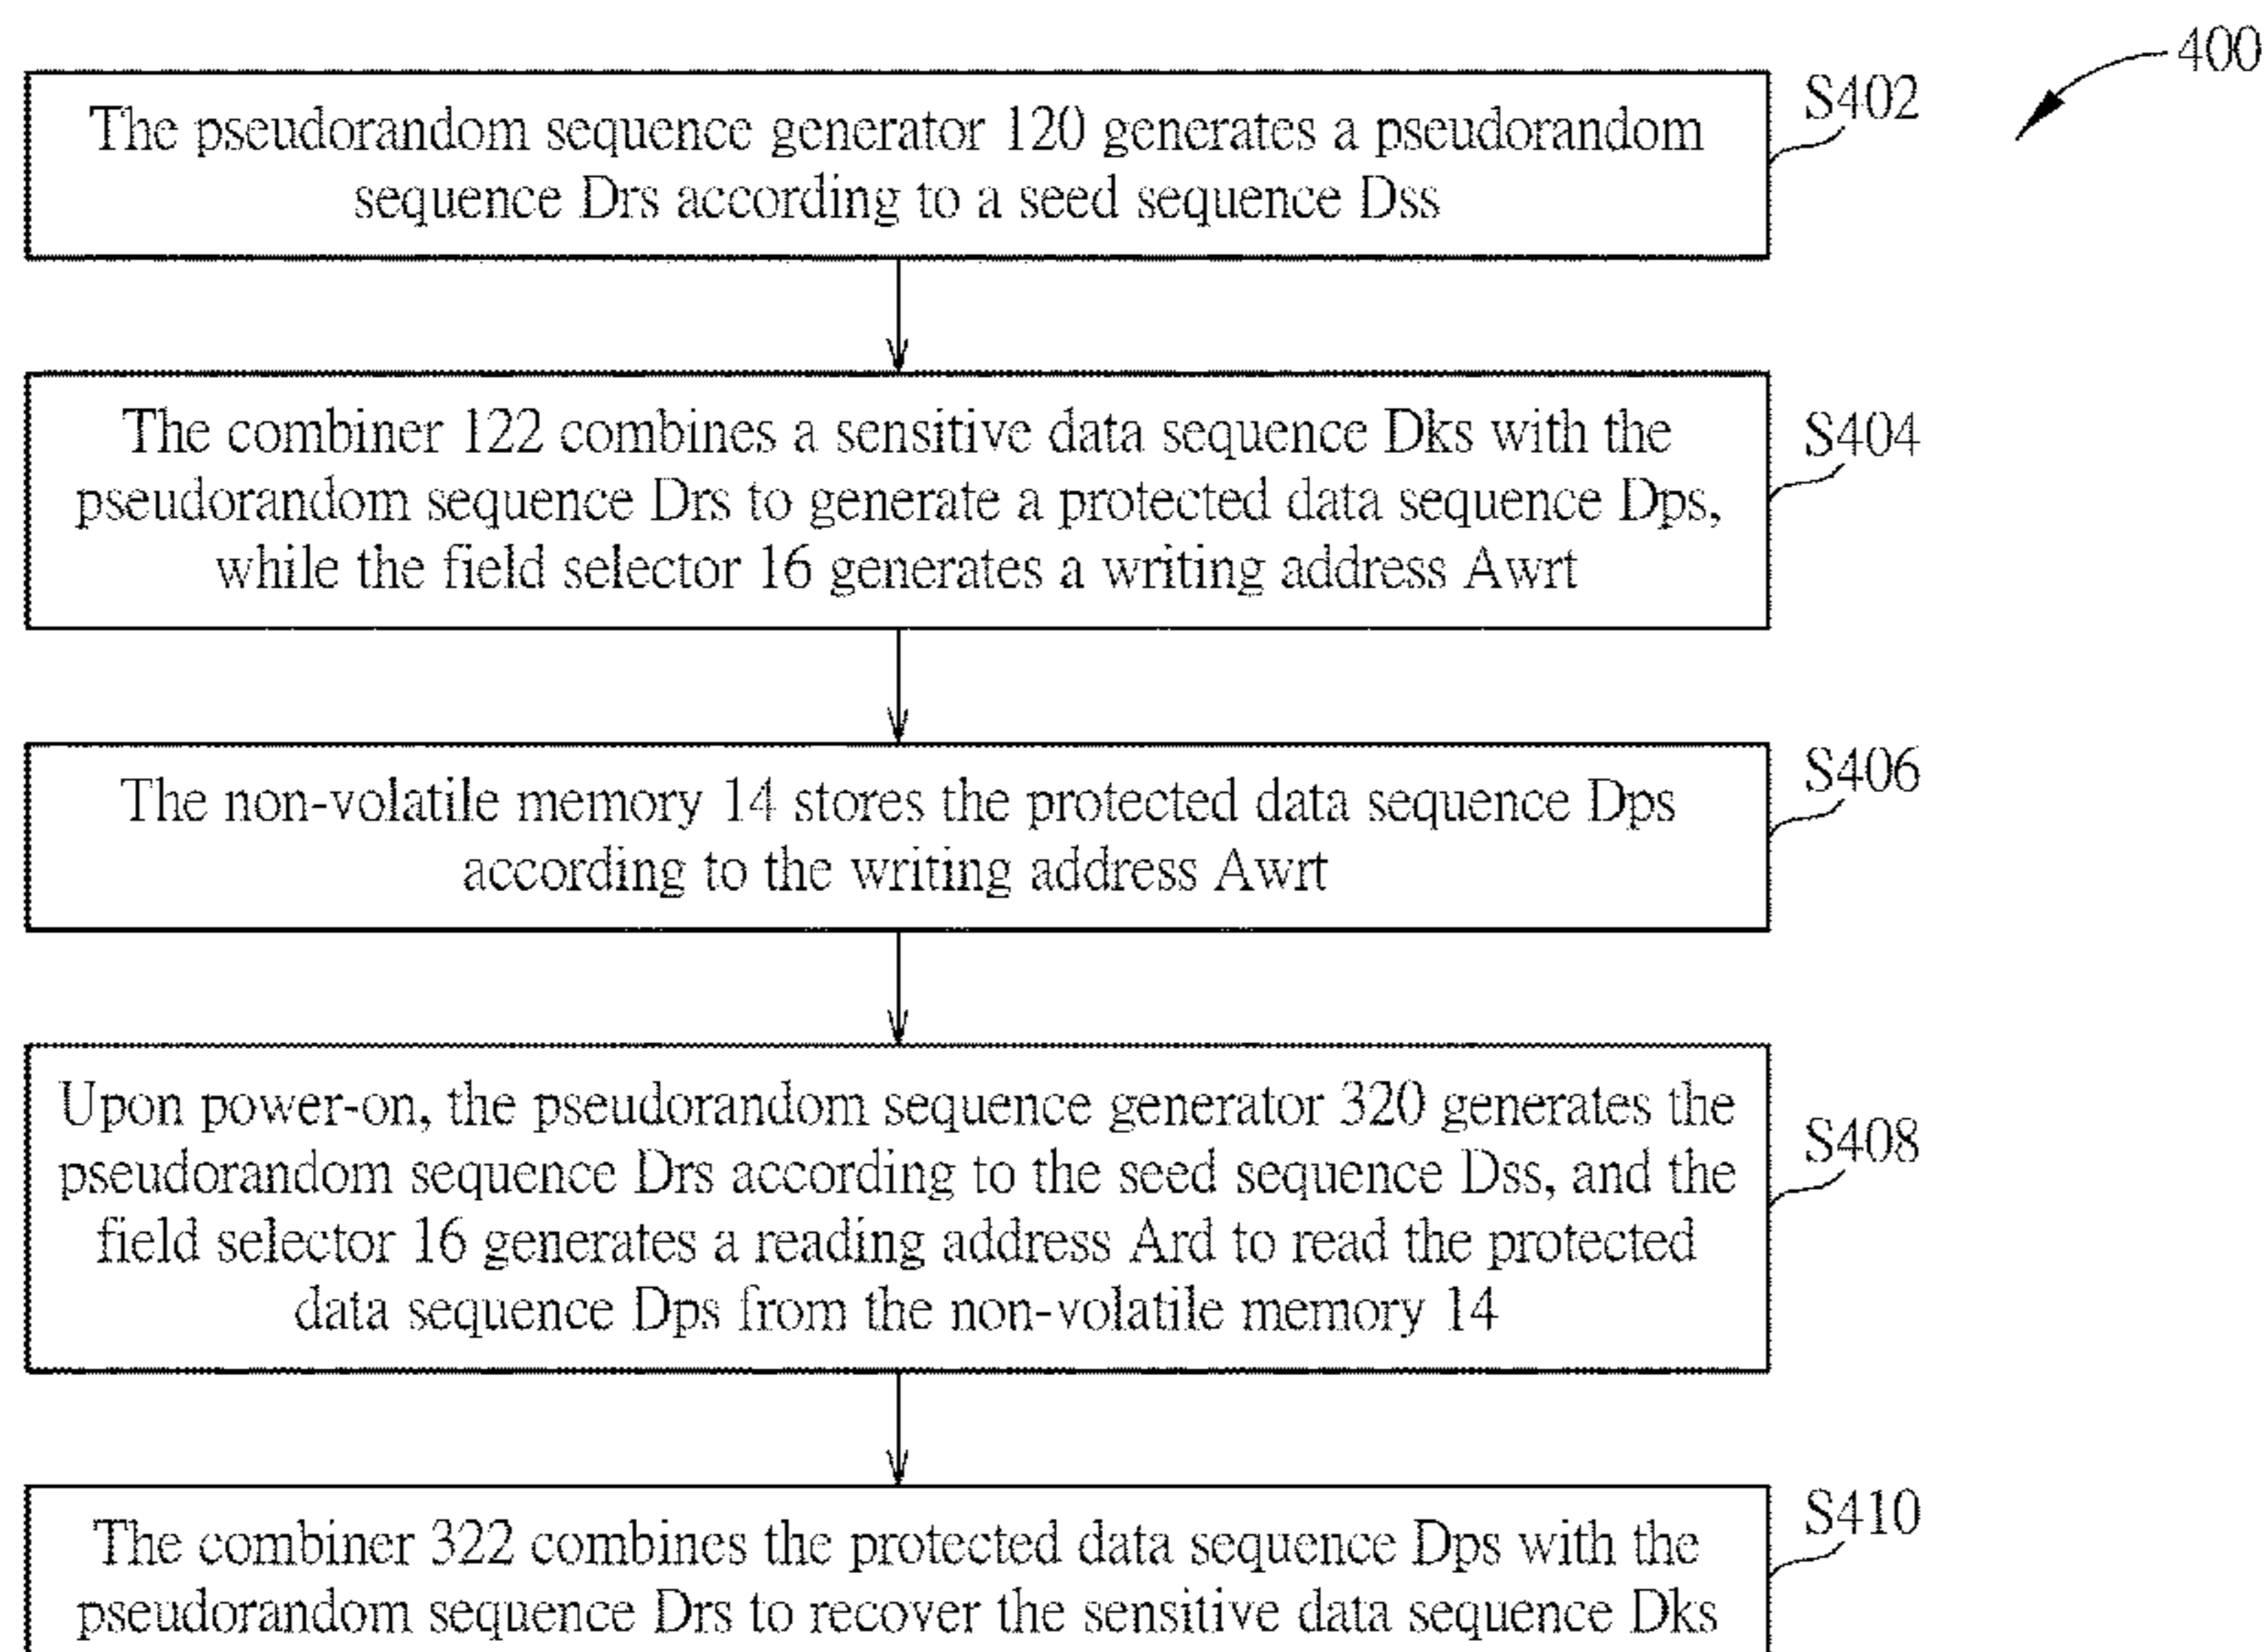 400
S402
The pseudorandom sequence generator 120 generates a pseudorandom
sequence Drs according to a seed sequence Dss
S404
The combiner 122 combines a sensitive data sequence Dks with the
pseudorandom sequence Drs to generate a protected data sequence Dps,
while the field selector 16 generates a writing address Awrt
S406
The non-volatile memory 14 stores the protected data sequence Dps
according to the writing address Awrt
S408
Upon power-on, the pseudorandom sequence generator 320 generates the
pseudorandom sequence Drs according to the seed sequence Dss, and the
field selector 16 generates a reading address Ard to read the protected
data sequence Dps from the non-volatile memory 14
S410
The combiner 322 combines the protected data sequence Dps with the
pseudorandom sequence Drs to recover the sensitive data sequence Dks